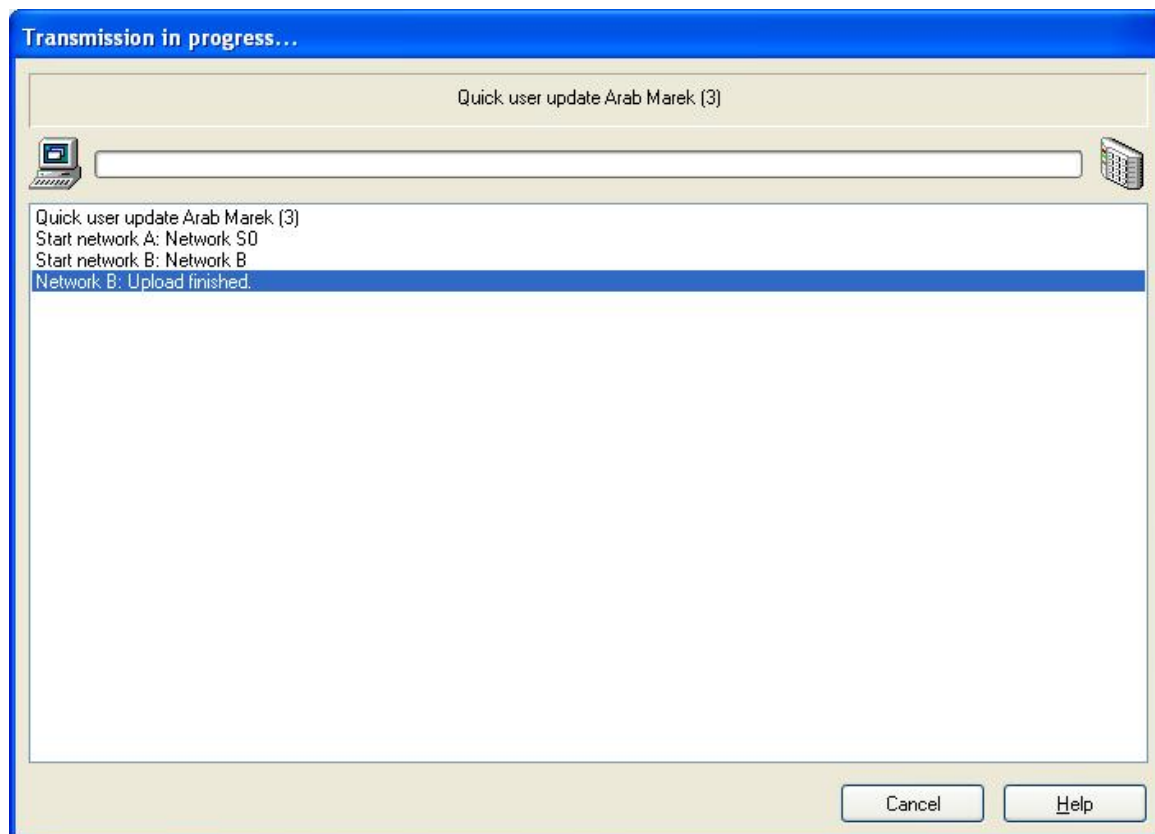 Transmission in progress...
Quick user update Arab Marek (3)
Quick user update Arab Marek (3)
Start network A: Network S0
Start network B: Network B
Network B: Upload finished.
Cancel
Help